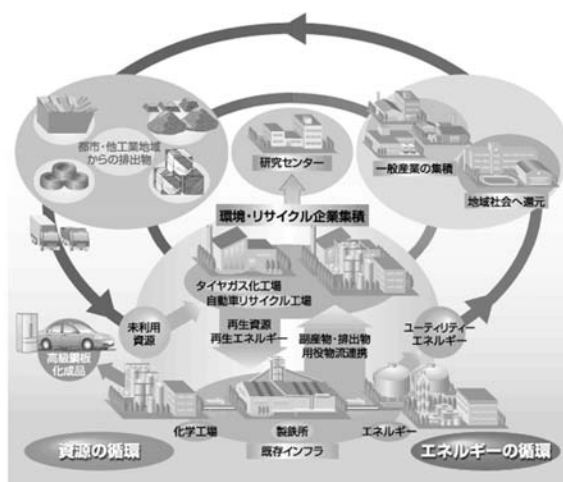 都市・他工業地域
からの排出物
研究センター
一般産業の集積
地域社会へ還元
環境・リサイクル企業集積
タイヤガス化工場
自動車リサイクル工場
未利用
資源
再生資源
再生エネルギー
副産物・排出物
用役物流連携
ユーティリティー
エネルギー
高級鋼板
化成品
化学工場
製鉄所
エネルギー
既存インフラ
資源の循環
エネルギーの循環